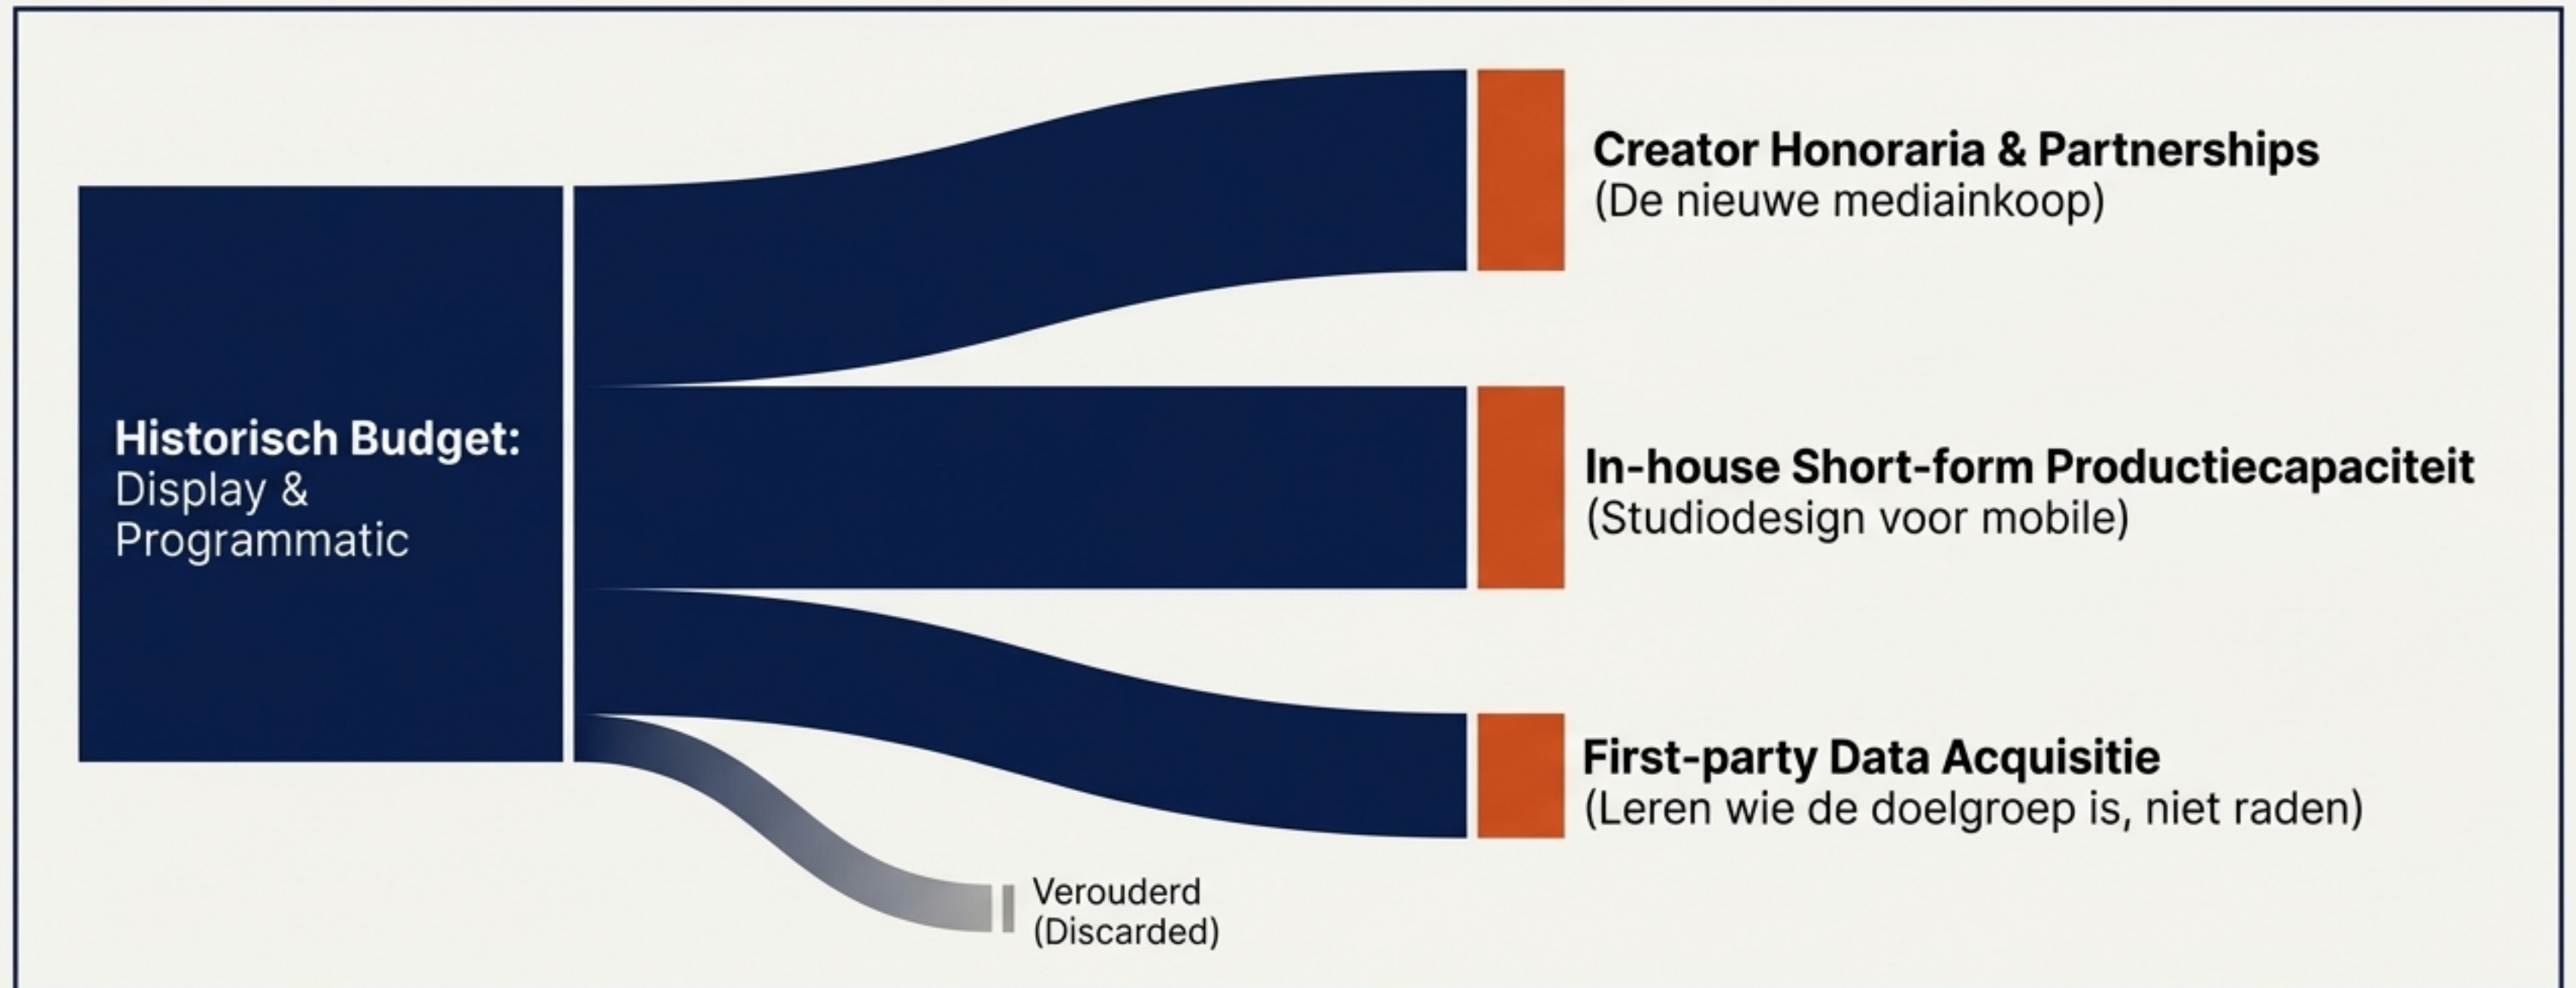 Historisch Budget:
Display &
Programmatic
Creator Honoraria & Partnerships
(De nieuwe mediainkoop)
In-house Short-form Productiecapaciteit
(Studiodesign voor mobile)
First-party Data Acquisitie
(Leren wie de doelgroep is, niet raden)
Verouderd
(Discarded)